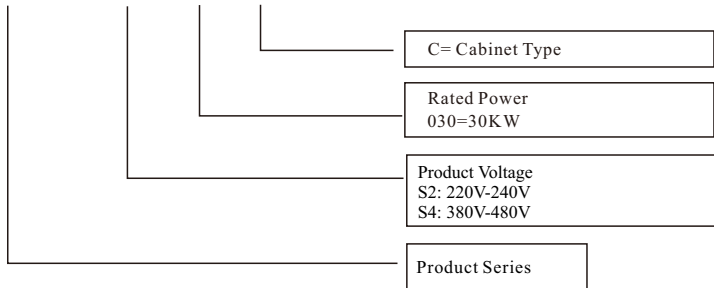 C= Cabinet Type
Rated Power
030=30KW
Product Voltage
S2: 220V-240V
S4: 380V-480V
Product Series